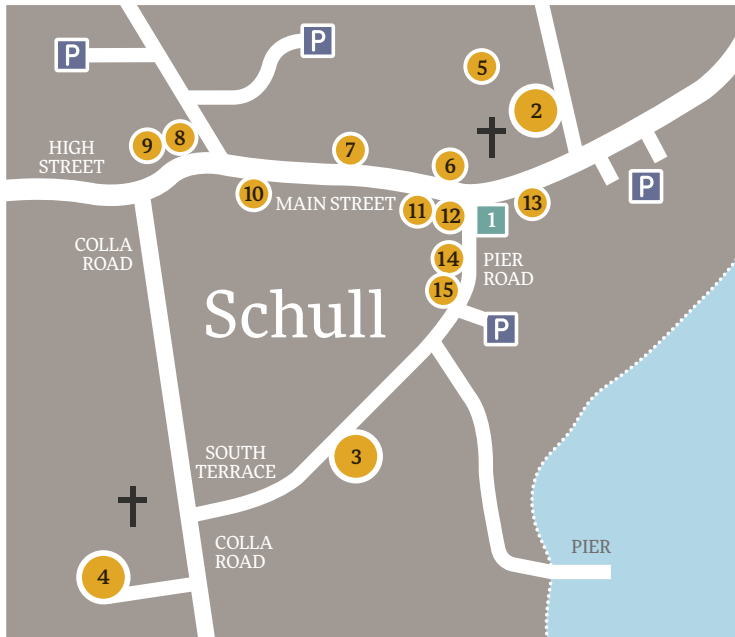 P
P
5
2
8
9
7
6
HIGH
STREET
P
10
MAIN STREET
11
12
13
1
COLLA
ROAD
14
PIER
ROAD
15
Schull
P
SOUTH
TERRACE
3
COLLA
ROAD
PIER
4